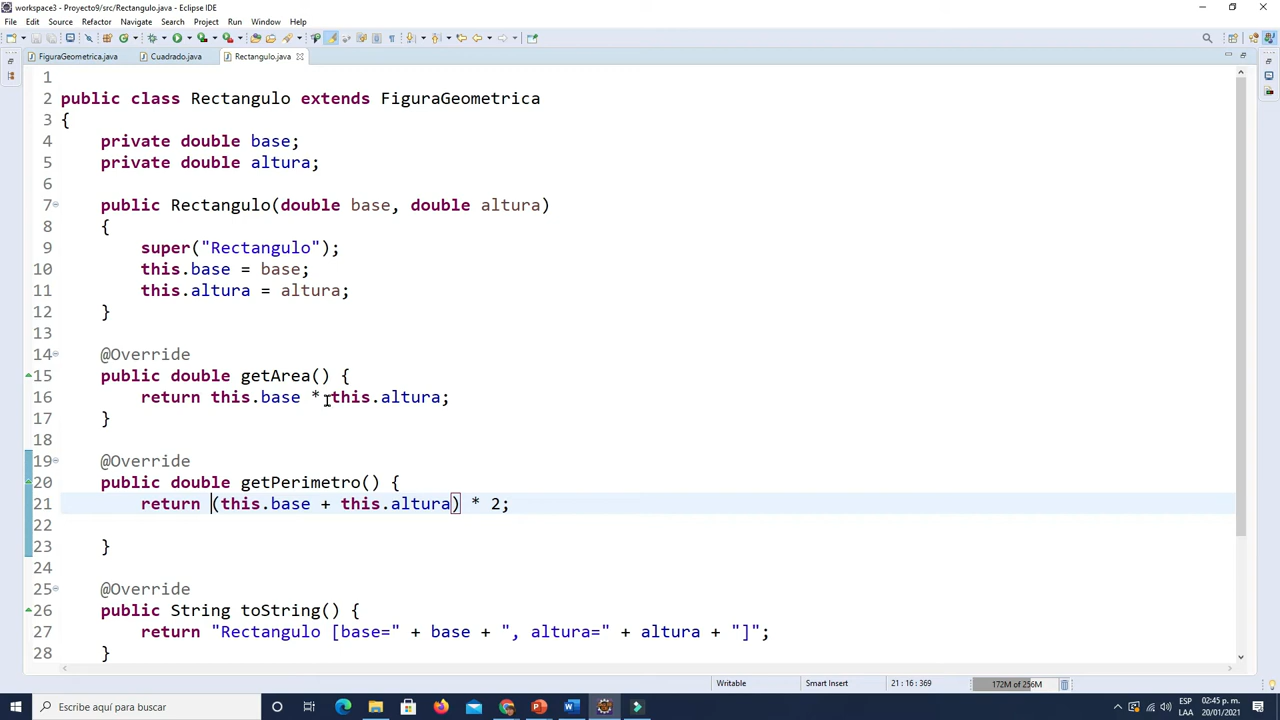 workspace3 - Proyecto9/src/Rectangulo.java - Eclipse IDE
File Edit Source Refactor Navigate Search Project Run Window Help
FiguraGeometrica.java Cuadrado.java Rectangulo.java
1
2 public class Rectangulo extends FiguraGeometrica
3 {
4 private double base;
5 private double altura;
6
7 public Rectangulo(double base, double altura)
8 {
9 super("Rectangulo");
10 this.base = base;
11 this.altura = altura;
12 }
13
14 @Override
15 public double getArea() {
16 return this.base * this.altura;
17 }
18
19 @Override
20 public double getPerimetro() {
21 return (this.base + this.altura) * 2;
22
23 }
24
25 @Override
26 public String toString() {
27 return "Rectangulo [base=" + base + ", altura=" + altura + "]";
28 }
Writable Smart Insert 21 : 16 : 369 172M of 256M
Escribe aquí para buscar
ESP 02:45 p. m.
LAA 20/01/2021